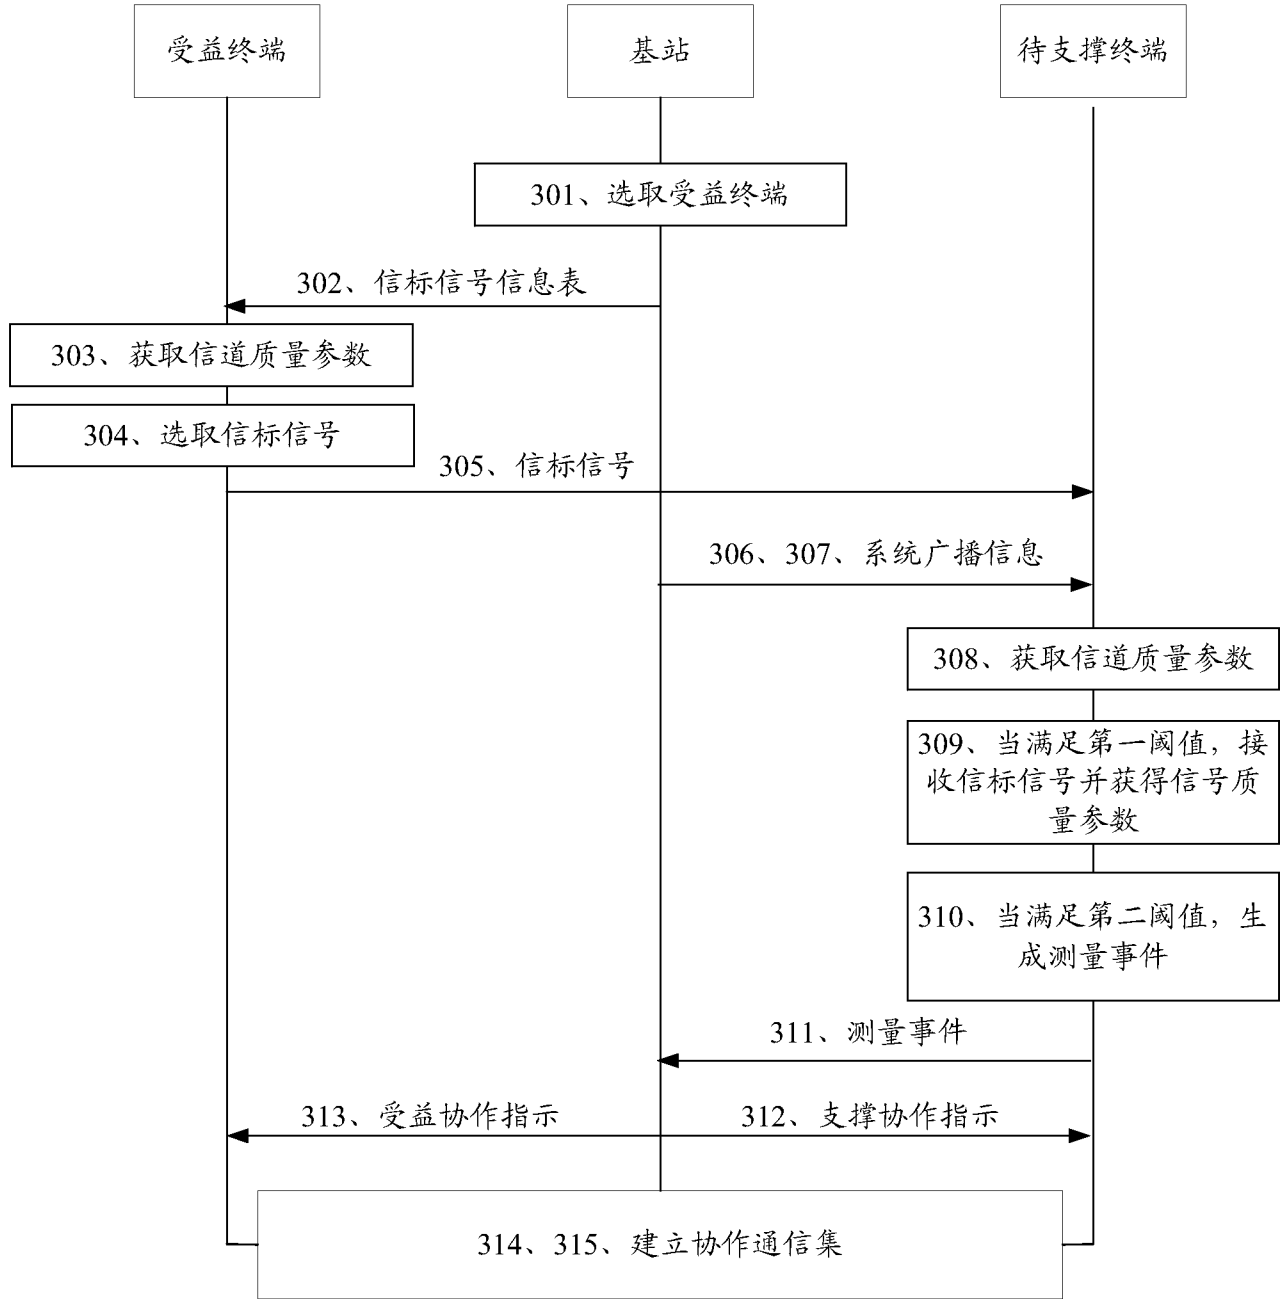 受益终端
基站
待支撑终端
301、选取受益终端
302、信标信号信息表
303、获取信道质量参数
304、选取信标信号
305、信标信号
306、307、系统广播信息
308、获取信道质量参数
309、当满足第一阈值，接
收信标信号并获得信号质
量参数
310、当满足第二阈值，生
成测量事件
311、测量事件
313、受益协作指示
312、支撑协作指示
314、315、建立协作通信集